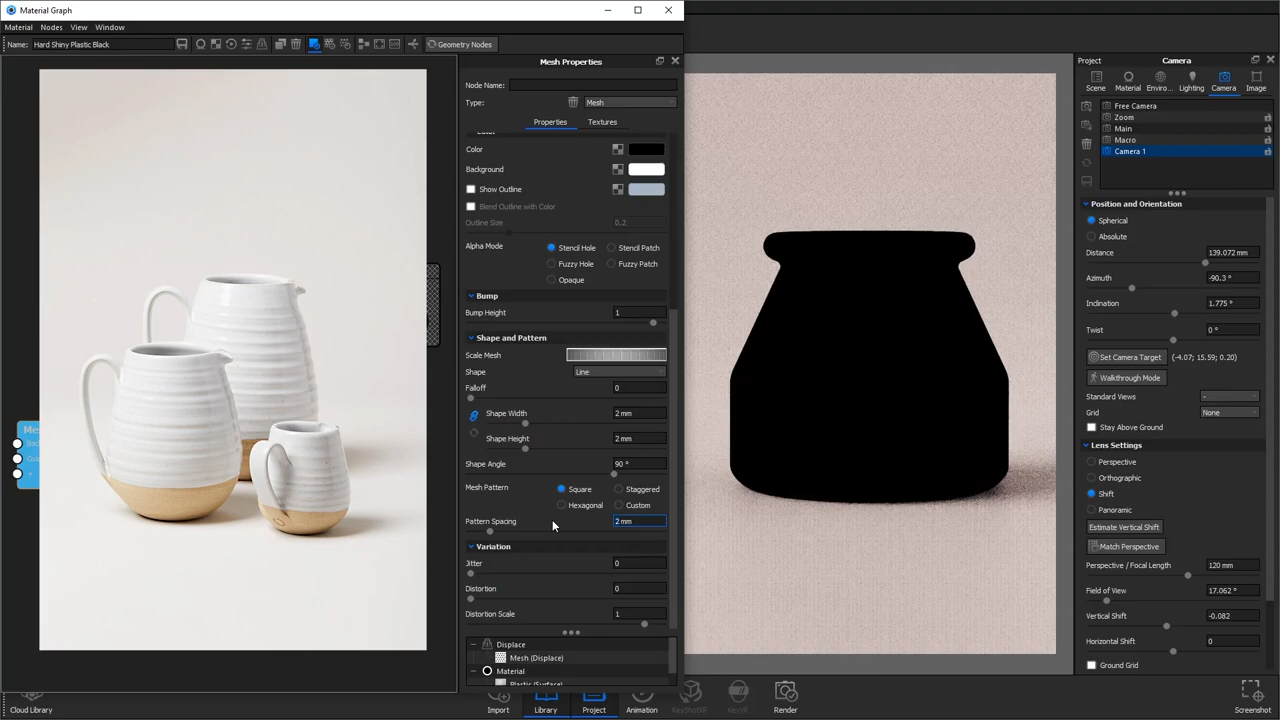 Material Graph
Material Nodes View Window
Name: Hard Shiny Plastic Black
Geometry Nodes
Mesh Properties
Node Name:
Type: Mesh
Properties Textures
Color
Color
Background
Show Outline
Blend Outline with Color
Outline Size 0.2
Alpha Mode Stencil Hole Stencil Patch
Fuzzy Hole Fuzzy Patch
Opaque
Bump
Bump Height 1
Shape and Pattern
Scale Mesh
Shape Line
Falloff 0
Shape Width 2 mm
Shape Height 2 mm
Shape Angle 90 °
Mesh Pattern Square Staggered
Hexagonal Custom
Pattern Spacing 2 mm
Variation
Jitter 0
Distortion 0
Distortion Scale 1
Displace
Mesh (Displace)
Material
Plastic (Surface)
Project Camera
Scene Material Enviro... Lighting Camera Image
Free Camera
Zoom
Main
Macro
Camera 1
Position and Orientation
Spherical
Absolute
Distance 139.072 mm
Azimuth -90.3 °
Inclination 1.775 °
Twist 0 °
Set Camera Target (-4.07; 15.59; 0.20)
Walkthrough Mode
Standard Views -
Grid None
Stay Above Ground
Lens Settings
Perspective
Orthographic
Shift
Panoramic
Estimate Vertical Shift
Match Perspective
Perspective / Focal Length 120 mm
Field of View 17.062 °
Vertical Shift -0.082
Horizontal Shift 0
Ground Grid
Cloud Library Import Library Project Animation KeyShotXR KeyVR Render Screenshot